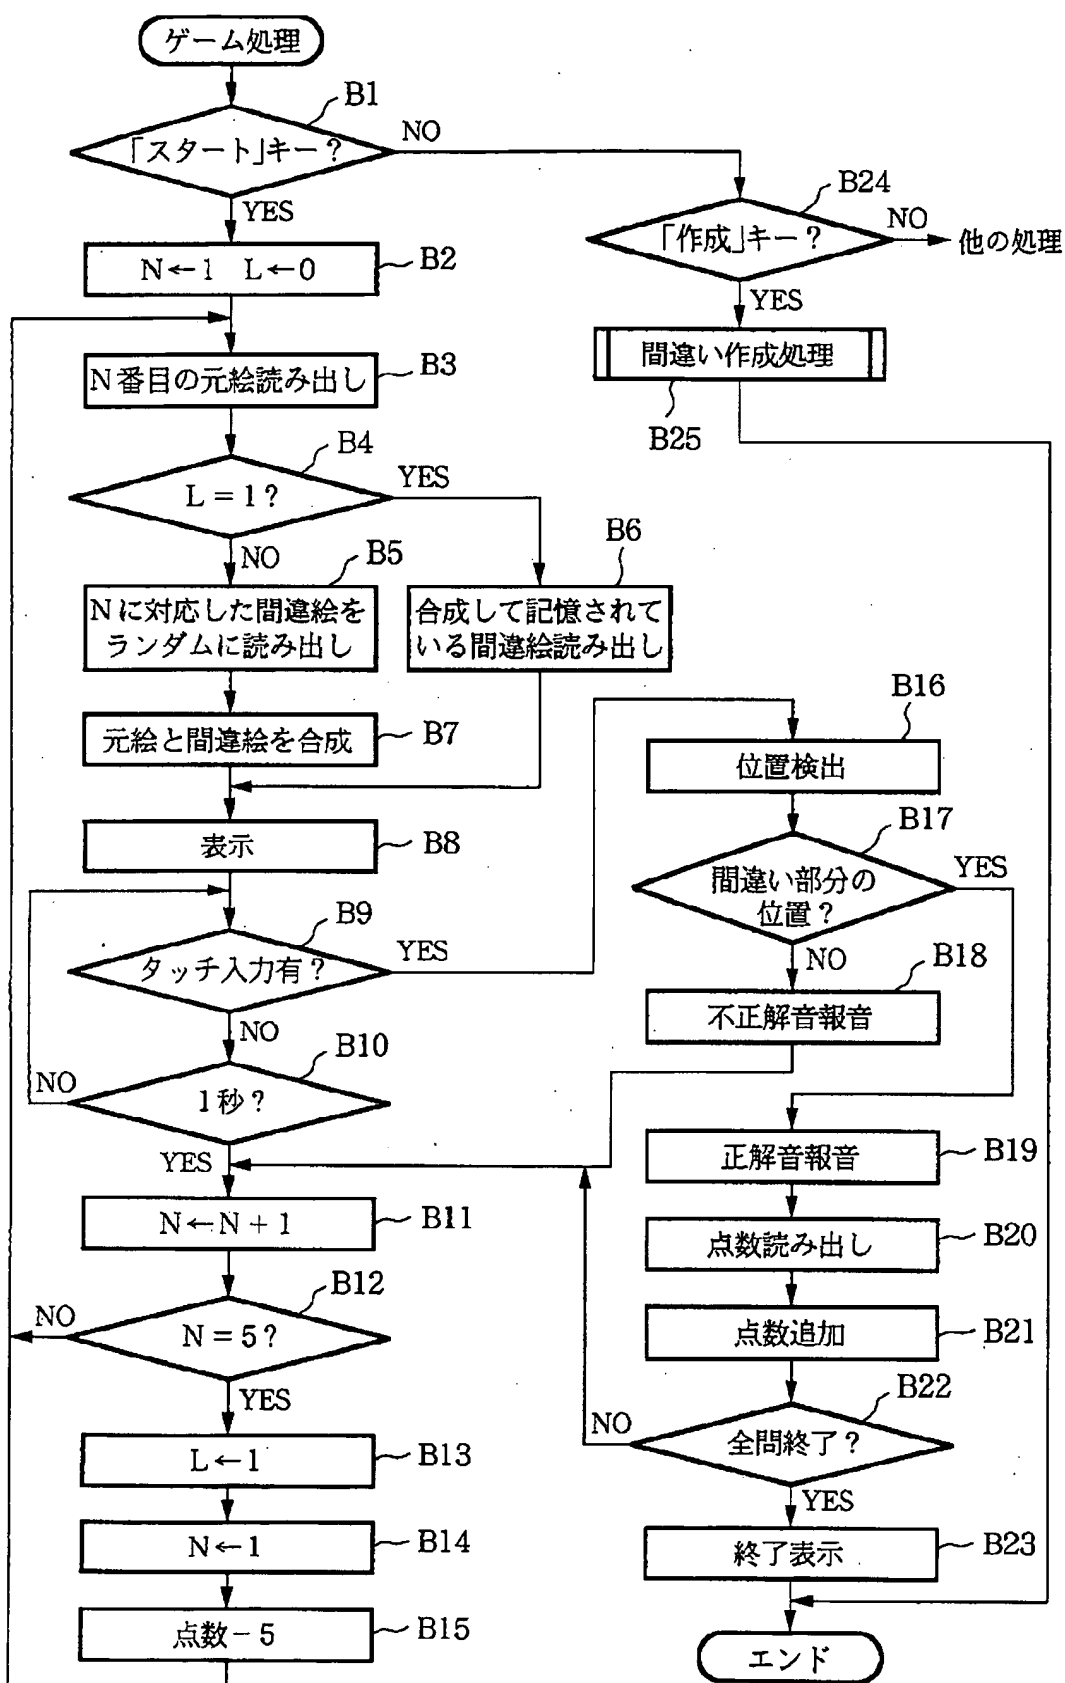 ゲーム処理
B1
「スタート」キー?
NO
YES
B24
「作成」キー?
NO
他の処理
YES
N←1 L←0
B2
間違い作成処理
B25
N番目の元絵読み出し
B3
B4
L=1?
YES
NO
B5
Nに対応した間違絵を
ランダムに読み出し
B6
合成して記憶されて
いる間違絵読み出し
元絵と間違絵を合成
B7
表示
B8
B9
タッチ入力有?
YES
NO
B10
1秒?
NO
YES
N←N+1
B11
B12
N=5?
NO
YES
L←1
B13
N←1
B14
点数-5
B15
B16
位置検出
B17
間違い部分の
位置?
YES
NO
B18
不正解音報音
正解音報音
B19
点数読み出し
B20
点数追加
B21
B22
全問終了?
NO
YES
終了表示
B23
エンド